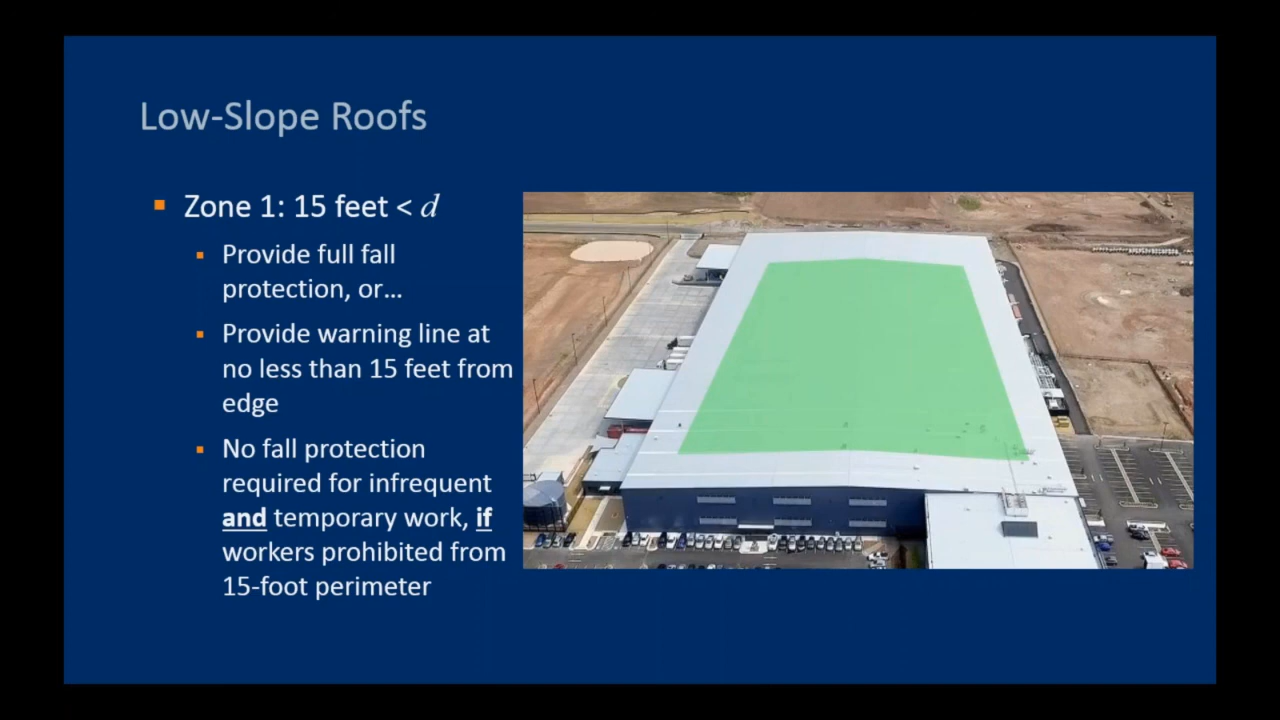 Low-Slope Roofs
Zone 1: 15 feet < d
Provide full fall
protection, or…
Provide warning line at
no less than 15 feet from
edge
No fall protection
required for infrequent
and temporary work, if
workers prohibited from
15-foot perimeter